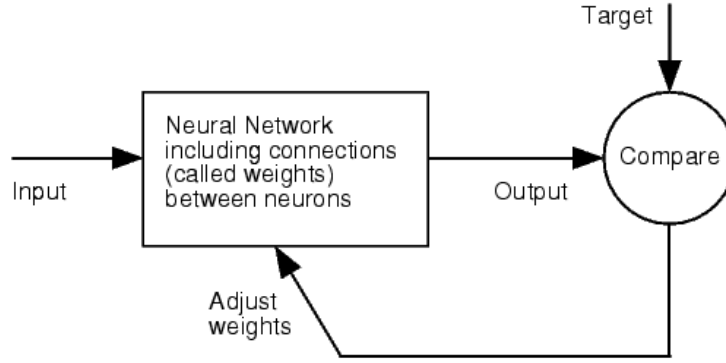 Target
Neural Network
including connections
(called weights)
between neurons
Compare
Input
Output
Adjust
weights